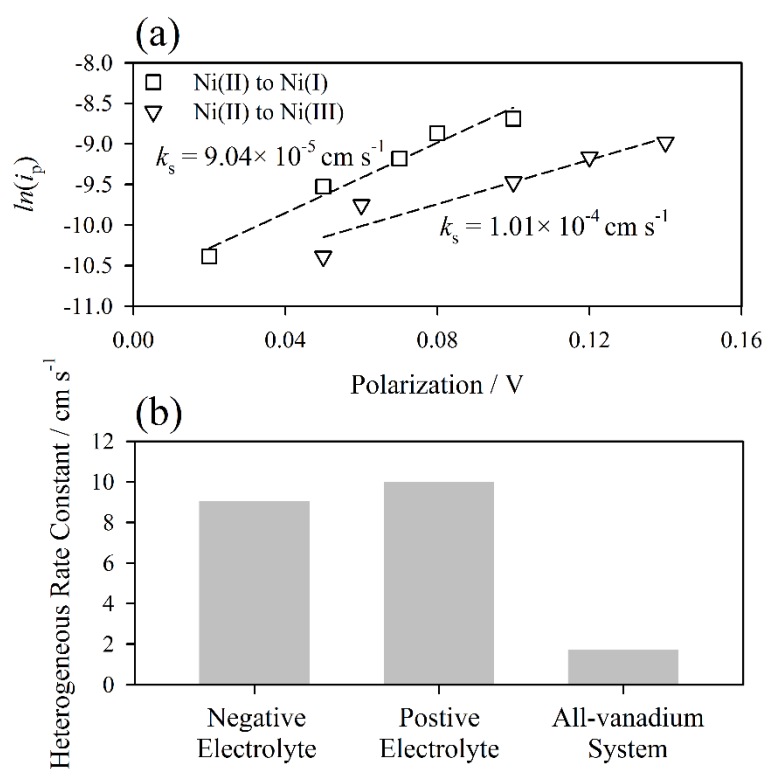 (a)
-8.0
-8.5
-9.0
-9.5
-10.0
-10.5
-11.0
ln(iₚ)
Ni(II) to Ni(I)
Ni(II) to Ni(III)
kₛ = 9.04× 10⁻⁵ cm s⁻¹
kₛ = 1.01× 10⁻⁴ cm s⁻¹
0.00 0.04 0.08 0.12 0.16
Polarization / V
(b)
Heterogeneous Rate Constant / cm s⁻¹
12
10
8
6
4
2
0
Negative Postive All-vanadium
Electrolyte Electrolyte System